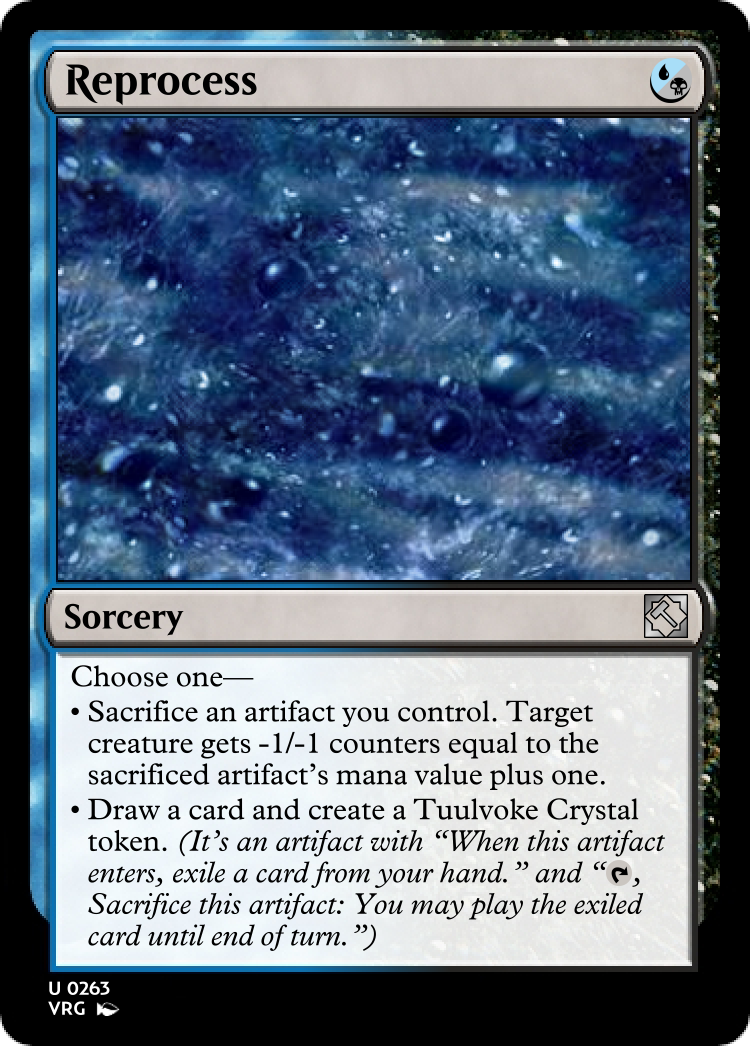 Reprocess
Sorcery
Choose one—
• Sacrifice an artifact you control. Target
creature gets -1/-1 counters equal to the
sacrificed artifact’s mana value plus one.
• Draw a card and create a Tuulvoke Crystal
token. (It’s an artifact with “When this artifact
enters, exile a card from your hand.” and “,
Sacrifice this artifact: You may play the exiled
card until end of turn.”)
U 0263
VRG